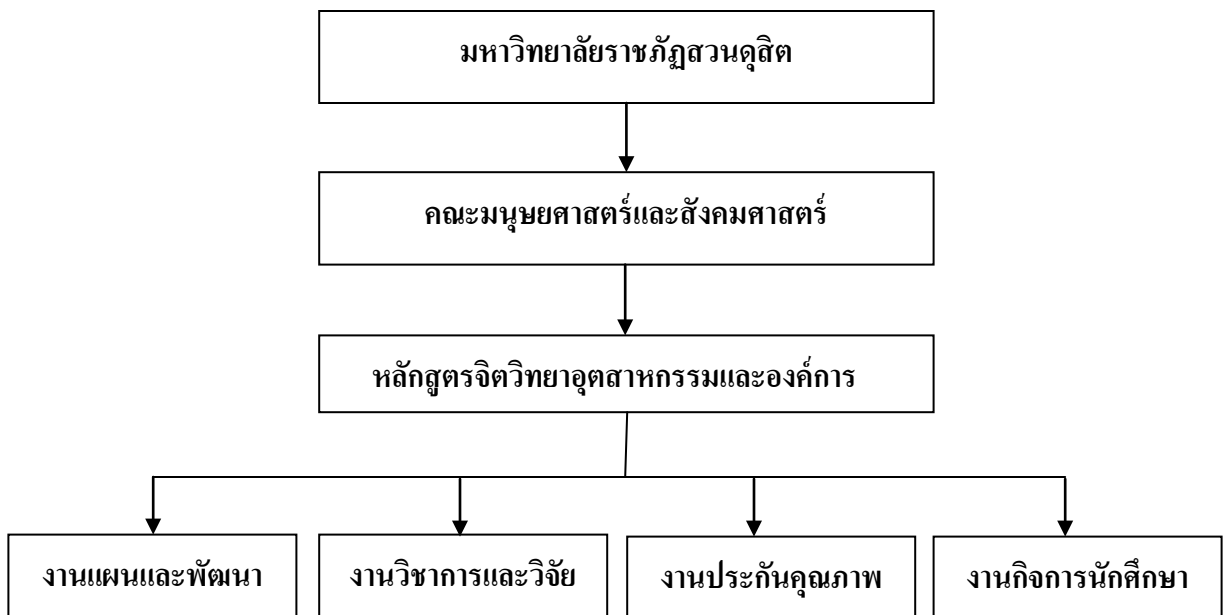 มหาวิทยาลัยราชภัฏสวนดุสิต
คณะมนุษยศาสตร์และสังคมศาสตร์
หลักสูตรจิตวิทยาอุตสาหกรรมและองค์การ
งานแผนและพัฒนา
งานวิชาการและวิจัย
งานประกันคุณภาพ
งานกิจการนักศึกษา